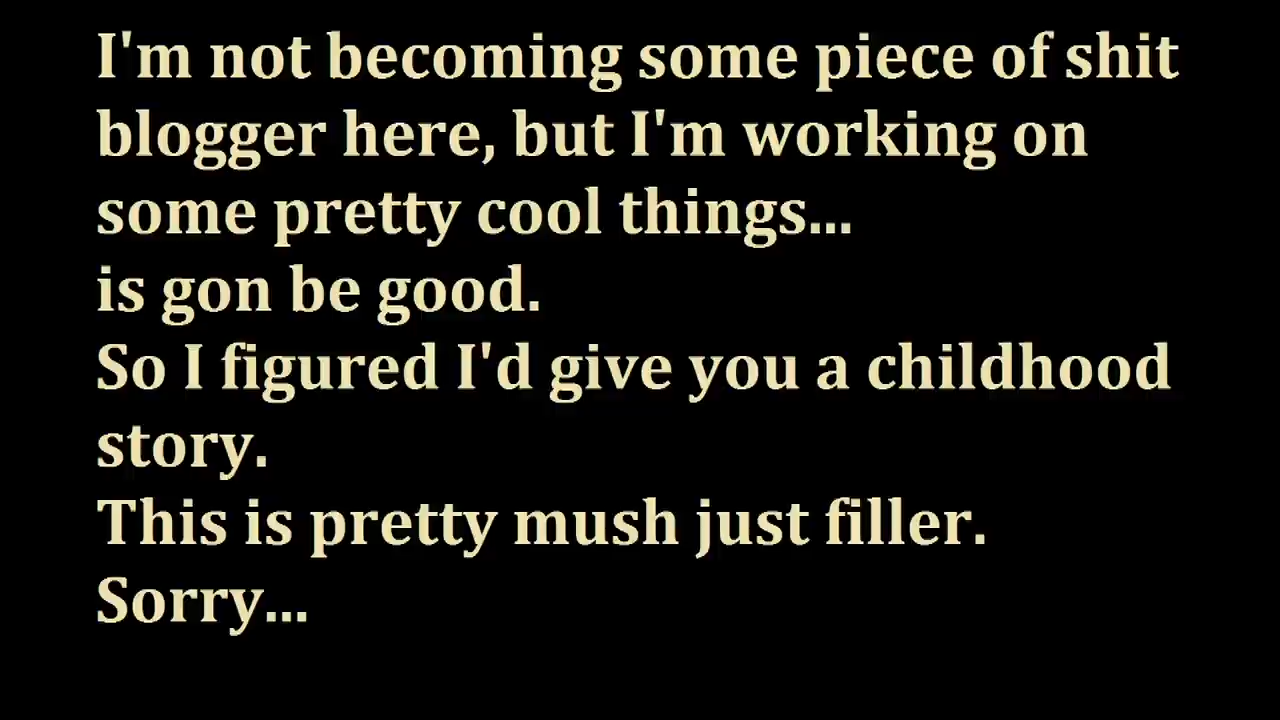 I'm not becoming some piece of shit
blogger here, but I'm working on
some pretty cool things...
is gon be good.
So I figured I'd give you a childhood
story.
This is pretty mush just filler.
Sorry...